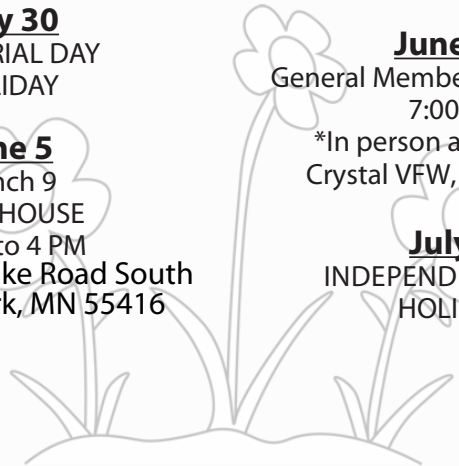 y 30
RIAL DAY
IDAY
ne 5
nch 9
HOUSE
to 4 PM
ke Road South
rk, MN 55416
June
General Membe
7:00
*In person a
Crystal VFW,
July
INDEPEND
HOLI